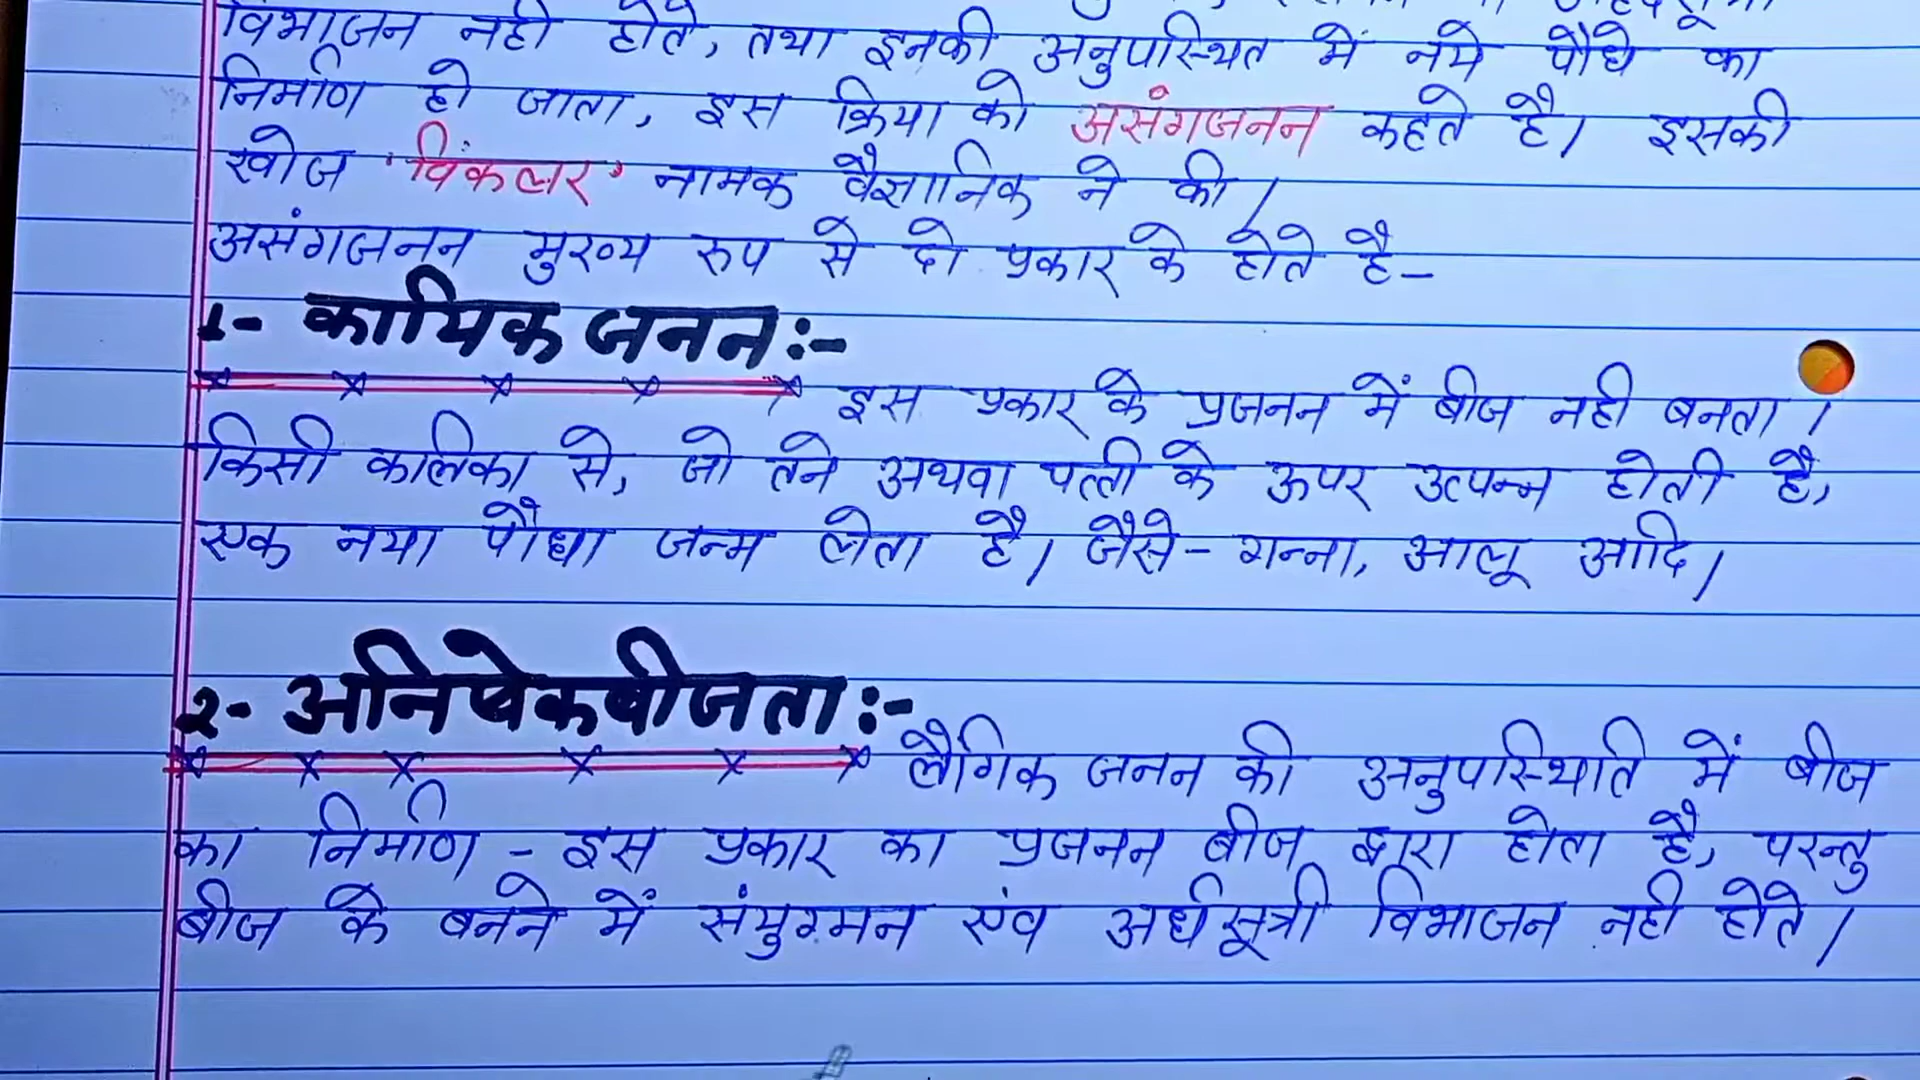 विभाजन नही होते, तथा इनकी अनुपस्थित में नये पौधे का
निर्माण हो जाता, इस क्रिया को असंगजनन कहते है। इसकी
खोज 'विंकलर' नामक वैज्ञानिक ने की।
असंगजनन मुख्य रुप से दो प्रकार के होते है-
1- कायिक जनन:-
इस प्रकार के प्रजनन में बीज नही बनता।
किसी कलिका से, जो तने अथवा पत्ती के ऊपर उत्पन्न होती है,
एक नया पौधा जन्म लेता है। जैसे- गन्ना, आलू आदि।
2- अनिषेकबीजता:-
लैगिक जनन की अनुपस्थिति में बीज
का निर्माण - इस प्रकार का प्रजनन बीज द्वारा होता है, परन्तु
बीज के बनने में संयुग्मन एंव अर्धसूत्री विभाजन नही होते।